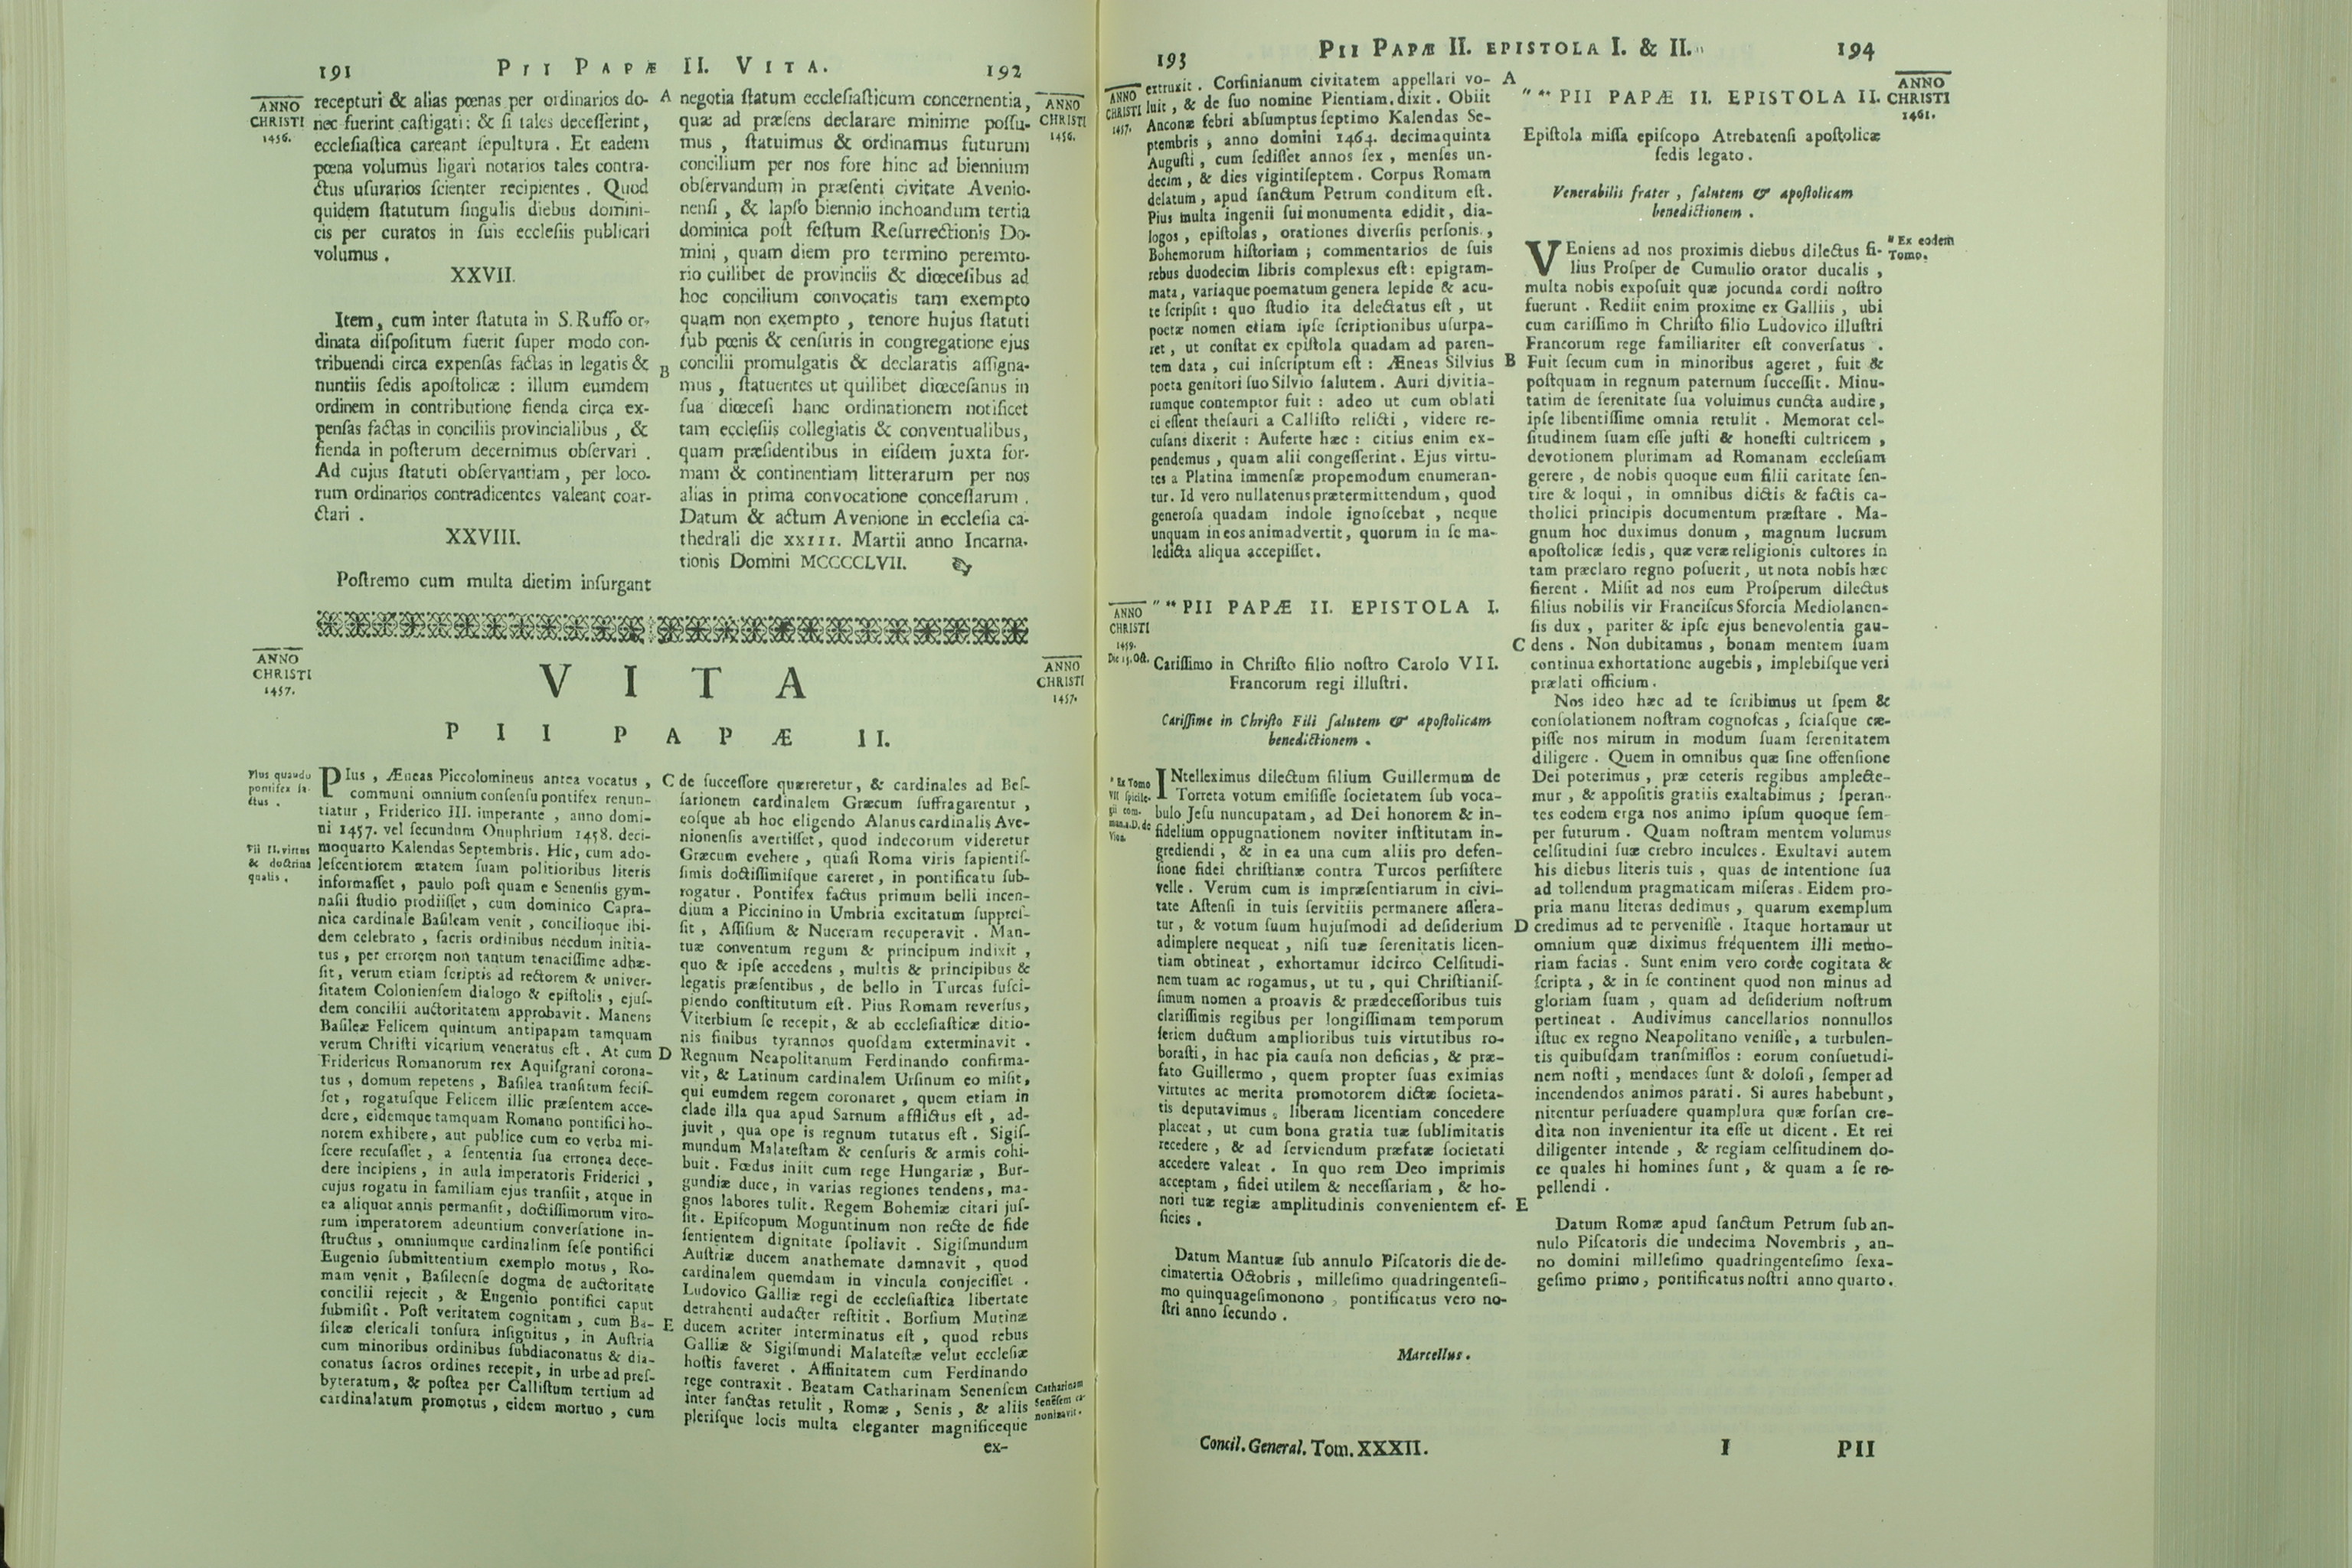 191 PII PAPÆ II. VITA. 192
ANNO
CHRISTI
1456.
recepturi & alias pœnas per ordinarios do-
nec fuerint castigati: & si tales decesserint,
ecclesiastica careant sepultura. Et eadem
pœna volumus ligari notarios tales contra-
ctus usurarios scienter recipientes. Quod
quidem statutum singulis diebus domini-
cis per curatos in suis ecclesiis publicari
volumus.
XXVII.
Item, cum inter statuta in S. Ruffo or-
dinata dispositum fuerit super modo con-
tribuendi circa expensas factas in legatis &
nuntiis sedis apostolicæ: illum eumdem
ordinem in contributione fienda circa ex-
pensas factas in conciliis provincialibus, &
fienda in posterum decernimus observari.
Ad cujus statuti observantiam, per loco-
rum ordinarios contradicentes valeant coar-
ctari.
XXVIII.
Postremo cum multa dietim insurgant
A
B
negotia statum ecclesiasticum concernentia,
quæ ad præsens declarare minime possu-
mus, statuimus & ordinamus futurum
concilium per nos fore hinc ad biennium
observandum in præsenti civitate Avenio-
nensi, & lapso biennio inchoandum tertia
dominica post festum Resurrectionis Do-
mini, quam diem pro termino peremto-
rio cuilibet de provinciis & diœcesibus ad
hoc concilium convocatis tam exempto
quam non exempto, tenore hujus statuti
sub pœnis & censuris in congregatione ejus
concilii promulgatis & declaratis assigna-
mus, statuentes ut quilibet diœcesanus in
sua diœcesi hanc ordinationem notificet
tam ecclesiis collegiatis & conventualibus,
quam præsidentibus in eisdem juxta for-
mam & continentiam litterarum per nos
alias in prima convocatione concessarum.
Datum & actum Avenione in ecclesia ca-
thedrali die XXIII. Martii anno Incarna-
tionis Domini MCCCCLVII.
ANNO
CHRISTI
1456.
ANNO
CHRISTI
1457.
VITA
PII PAPÆ II.
ANNO
CHRISTI
1457.
Pius quando
pontifex fa-
ctus.
Pii II. virtus
& doctrina
qualis.
PIus, Æneas Piccolomineus antea vocatus,
communi omnium consensu pontifex renun-
tiatur, Friderico III. imperante, anno domi-
ni 1457. vel secundum Onuphrium 1458. deci-
moquarto Kalendas Septembris. Hic, cum ado-
lescentiorem ætatem suam politioribus literis
informasset, paulo post quam e Senensis gym-
nasii studio prodiisset, cum dominico Capra-
nica cardinale Basileam venit, concilioque ibi-
dem celebrato, sacris ordinibus necdum initia-
tus, per errorem non tantum tenacissime adhæ-
sit, verum etiam scriptis ad rectorem & univer-
sitatem Coloniensem dialogo & epistolis, ejus-
dem concilii auctoritatem approbavit. Manens
Basileæ Felicem quintum antipapam tamquam
verum Christi vicarium veneratus est. At cum
Fridericus Romanorum rex Aquisgrani corona-
tus, domum repetens, Basilea transitum fecis-
set, rogatusque Felicem illic præsentem acce-
dere, eidemque tamquam Romano pontifici ho-
norem exhibere, aut publice cum eo verba mi-
scere recusasset, a sententia sua erronea dece-
dere incipiens, in aula imperatoris Friderici,
cujus rogatu in familiam ejus transiit, atque in
ea aliquot annis permansit, doctissimorum viro-
rum imperatorem adeuntium conversatione in-
structus, omniumque cardinalium sese pontifici
Eugenio submittentium exemplo motus, Ro-
mam venit, Basileense dogma de auctoritate
concilii rejecit, & Eugenio pontifici caput
submisit. Post veritatem cognitam, cum Ba-
sileæ clericali tonsura insignitus, in Austria
cum minoribus ordinibus subdiaconatus & dia-
conatus sacros ordines recepit, in urbe ad pres-
byteratum, & postea per Callistum tertium ad
cardinalatum promotus, eidem mortuo, cum
C
D
E
de successore quæreretur, & cardinales ad Bes-
sarionem cardinalem Græcum suffragarentur,
eosque ab hoc eligendo Alanus cardinalis Ave-
nionensis avertisset, quod indecorum videretur
Græcum evehere, quasi Roma viris sapientis-
simis doctissimisque careret, in pontificatu sub-
rogatur. Pontifex factus primum belli incen-
dium a Piccinino in Umbria excitatum suppres-
sit, Assisium & Nuceram recuperavit. Man-
tuæ conventum regum & principum indixit,
quo & ipse accedens, multis & principibus &
legatis præsentibus, de bello in Turcas susci-
piendo constitutum est. Pius Romam reversus,
Viterbium se recepit, & ab ecclesiasticæ ditio-
nis finibus tyrannos quosdam exterminavit.
Regnum Neapolitanum Ferdinando confirma-
vit, & Latinum cardinalem Ursinum eo misit,
qui eumdem regem coronaret, quem etiam in
clade illa qua apud Sarnum afflictus est, ad-
juvit, qua ope is regnum tutatus est. Sigis-
mundum Malatestam & censuris & armis cohi-
buit. Fœdus iniit cum rege Hungariæ, Bur-
gundiæ duce, in varias regiones tendens, ma-
gnos labores tulit. Regem Bohemiæ citari jus-
sit. Episcopum Moguntinum non recte de fide
sentientem dignitate spoliavit. Sigismundum
Austriæ ducem anathemate damnavit, quod
cardinalem quemdam in vincula conjecisset.
Ludovico Galliæ regi de ecclesiastica libertate
detrahenti audacter restitit. Borsium Mutinæ
ducem acriter interminatus est, quod rebus
Galliæ & Sigismundi Malatestæ velut ecclesiæ
hostis faveret. Affinitatem cum Ferdinando
rege contraxit. Beatam Catharinam Senensem
inter sanctas retulit, Romæ, Senis, & aliis
plerisque locis multa eleganter magnificeque
ex-
Catharinam
Senēsem ca-
nonizavit.
193 PII PAPÆ II. EPISTOLA I. & II. 194
ANNO
CHRISTI
1457.
extruxit. Corsinianum civitatem appellari vo-
luit, & de suo nomine Pientiam dixit. Obiit
Anconæ febri absumptus septimo Kalendas Se-
ptembris, anno domini 1464. decimaquinta
Augusti, cum sedisset annos sex, menses un-
decim, & dies vigintiseptem. Corpus Romam
delatum, apud sanctum Petrum conditum est.
Pius multa ingenii sui monumenta edidit, dia-
logos, epistolas, orationes diversis personis,
Bohemorum historiam; commentarios de suis
rebus duodecim libris complexus est: epigram-
mata, variaque poematum genera lepide & acu-
te scripsit: quo studio ita delectatus est, ut
poetæ nomen etiam ipse scriptionibus usurpa-
ret, ut constat ex epistola quadam ad paren-
tem data, cui inscriptum est: Æneas Silvius
poeta genitori suo Silvio salutem. Auri divitia-
rumque contemptor fuit: adeo ut cum oblati
ei essent thesauri a Callisto relicti, videre re-
cusans dixerit: Auferte hæc: citius enim ex-
pendemus, quam alii congesserint. Ejus virtu-
tes a Platina immensæ propemodum enumeran-
tur. Id vero nullatenus prætermittendum, quod
generosa quadam indole ignoscebat, neque
unquam in eos animadvertit, quorum in se ma-
ledicta aliqua accepisset.
ANNO
CHRISTI
1459.
Die 13. Oct.
"** PII PAPÆ II. EPISTOLA I.
Carissimo in Christo filio nostro Carolo VII.
Francorum regi illustri.
Carissime in Christo Fili salutem & apostolicam
benedictionem.
* Ex Tomo
VII spicile-
gii com-
mun. a D. de
Vion.
INtelleximus dilectum filium Guillermum de
Torreta votum emisisse societatem sub voca-
bulo Jesu nuncupatam, ad Dei honorem & in-
fidelium oppugnationem noviter institutam in-
grediendi, & in ea una cum aliis pro defen-
sione fidei christianæ contra Turcos persistere
velle. Verum cum is impræsentiarum in civi-
tate Astensi in tuis servitiis permanere assera-
tur, & votum suum hujusmodi ad desiderium
adimplere nequeat, nisi tuæ serenitatis licen-
tiam obtineat, exhortamur idcirco Celsitudi-
nem tuam ac rogamus, ut tu, qui Christianis-
simum nomen a proavis & prædecessoribus tuis
clarissimis regibus per longissimam temporum
seriem ductum amplioribus tuis virtutibus ro-
borasti, in hac pia causa non deficias, & præ-
fato Guillermo, quem propter suas eximias
virtutes ac merita promotorem dictæ societa-
tis deputavimus, liberam licentiam concedere
placeat, ut cum bona gratia tuæ sublimitatis
recedere, & ad serviendum præfatæ societati
accedere valeat. In quo rem Deo imprimis
acceptam, fidei utilem & necessariam, & ho-
nori tuæ regiæ amplitudinis convenientem ef-
ficies.
Datum Mantuæ sub annulo Piscatoris die de-
cimatertia Octobris, millesimo quadringentesi-
mo quinquagesimonono, pontificatus vero no-
stri anno secundo.
Marcellus.
A
B
C
D
E
"** PII PAPÆ II. EPISTOLA II.
ANNO
CHRISTI
1461.
Epistola missa episcopo Atrebatensi apostolicæ
sedis legato.
Venerabilis frater, salutem & apostolicam
benedictionem.
" Ex eodem
Tomo.
VEniens ad nos proximis diebus dilectus fi-
lius Prosper de Cumulio orator ducalis,
multa nobis exposuit quæ jocunda cordi nostro
fuerunt. Rediit enim proxime ex Galliis, ubi
cum carissimo in Christo filio Ludovico illustri
Francorum rege familiariter est conversatus.
Fuit secum cum in minoribus ageret, fuit &
postquam in regnum paternum successit. Minu-
tatim de serenitate sua voluimus cuncta audire,
ipse libentissime omnia retulit. Memorat cel-
situdinem suam esse justi & honesti cultricem,
devotionem plurimam ad Romanam ecclesiam
gerere, de nobis quoque eum filii caritate sen-
tire & loqui, in omnibus dictis & factis ca-
tholici principis documentum præstare. Ma-
gnum hoc duximus donum, magnum lucrum
apostolicæ sedis, quæ veræ religionis cultores in
tam præclaro regno posuerit, ut nota nobis hæc
fierent. Misit ad nos eum Prosperum dilectus
filius nobilis vir Franciscus Sforcia Mediolanen-
sis dux, pariter & ipse ejus benevolentia gau-
dens. Non dubitamus, bonam mentem suam
continua exhortatione augebis, implebisque veri
prælati officium.
Nos ideo hæc ad te scribimus ut spem &
consolationem nostram cognoscas, sciasque cœ-
pisse nos mirum in modum suam serenitatem
diligere. Quem in omnibus quæ sine offensione
Dei poterimus, præ ceteris regibus amplecte-
mur, & appositis gratiis exaltabimus; speran-
tes eodem erga nos animo ipsum quoque sem-
per futurum. Quam nostram mentem volumus
celsitudini suæ crebro inculces. Exultavi autem
his diebus literis tuis, quas de intentione sua
ad tollendum pragmaticam miseras. Eidem pro-
pria manu literas dedimus, quarum exemplum
credimus ad te pervenisse. Itaque hortamur ut
omnium quæ diximus frequentem illi memo-
riam facias. Sunt enim vero corde cogitata &
scripta, & in se continent quod non minus ad
gloriam suam, quam ad desiderium nostrum
pertineat. Audivimus cancellarios nonnullos
istuc ex regno Neapolitano venisse, a turbulen-
tis quibusdam transmissos: eorum consuetudi-
nem nosti, mendaces sunt & dolosi, semper ad
incendendos animos parati. Si aures habebunt,
nitentur persuadere quamplura quæ forsan cre-
dita non invenientur ita esse ut dicent. Et rei
diligenter intende, & regiam celsitudinem do-
ce quales hi homines sunt, & quam a se re-
pellendi.
Datum Romæ apud sanctum Petrum sub an-
nulo Piscatoris die undecima Novembris, an-
no domini millesimo quadringentesimo sexa-
gesimo primo, pontificatus nostri anno quarto.
Concil. General. Tom. XXXII. I PII